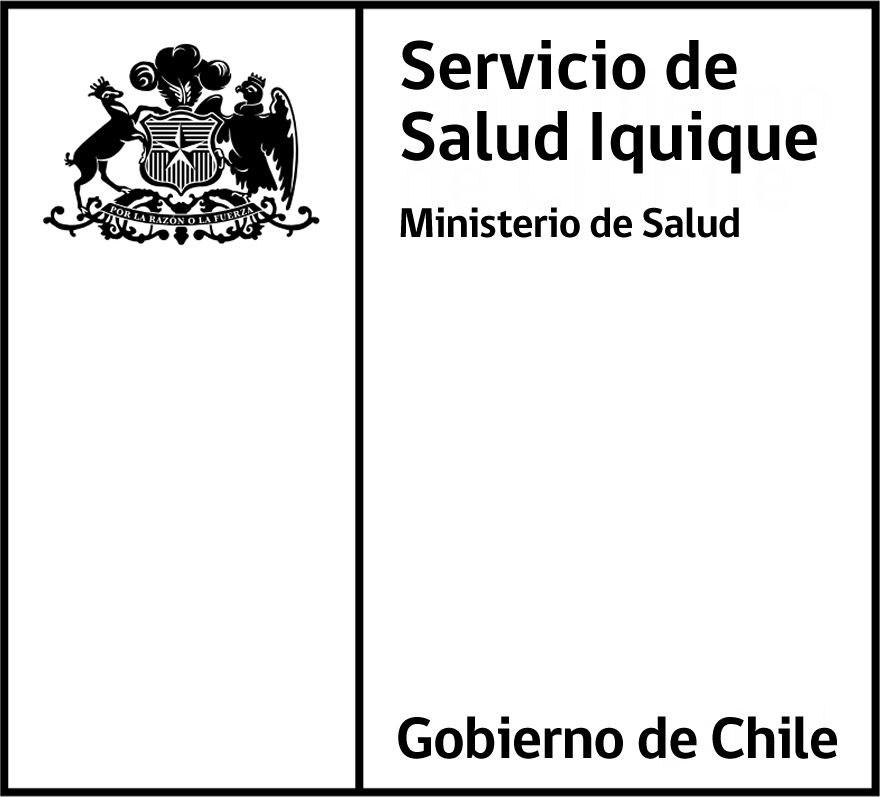 POR LA RAZÓN O LA FUERZA
Servicio de
Salud Iquique
Ministerio de Salud
Gobierno de Chile